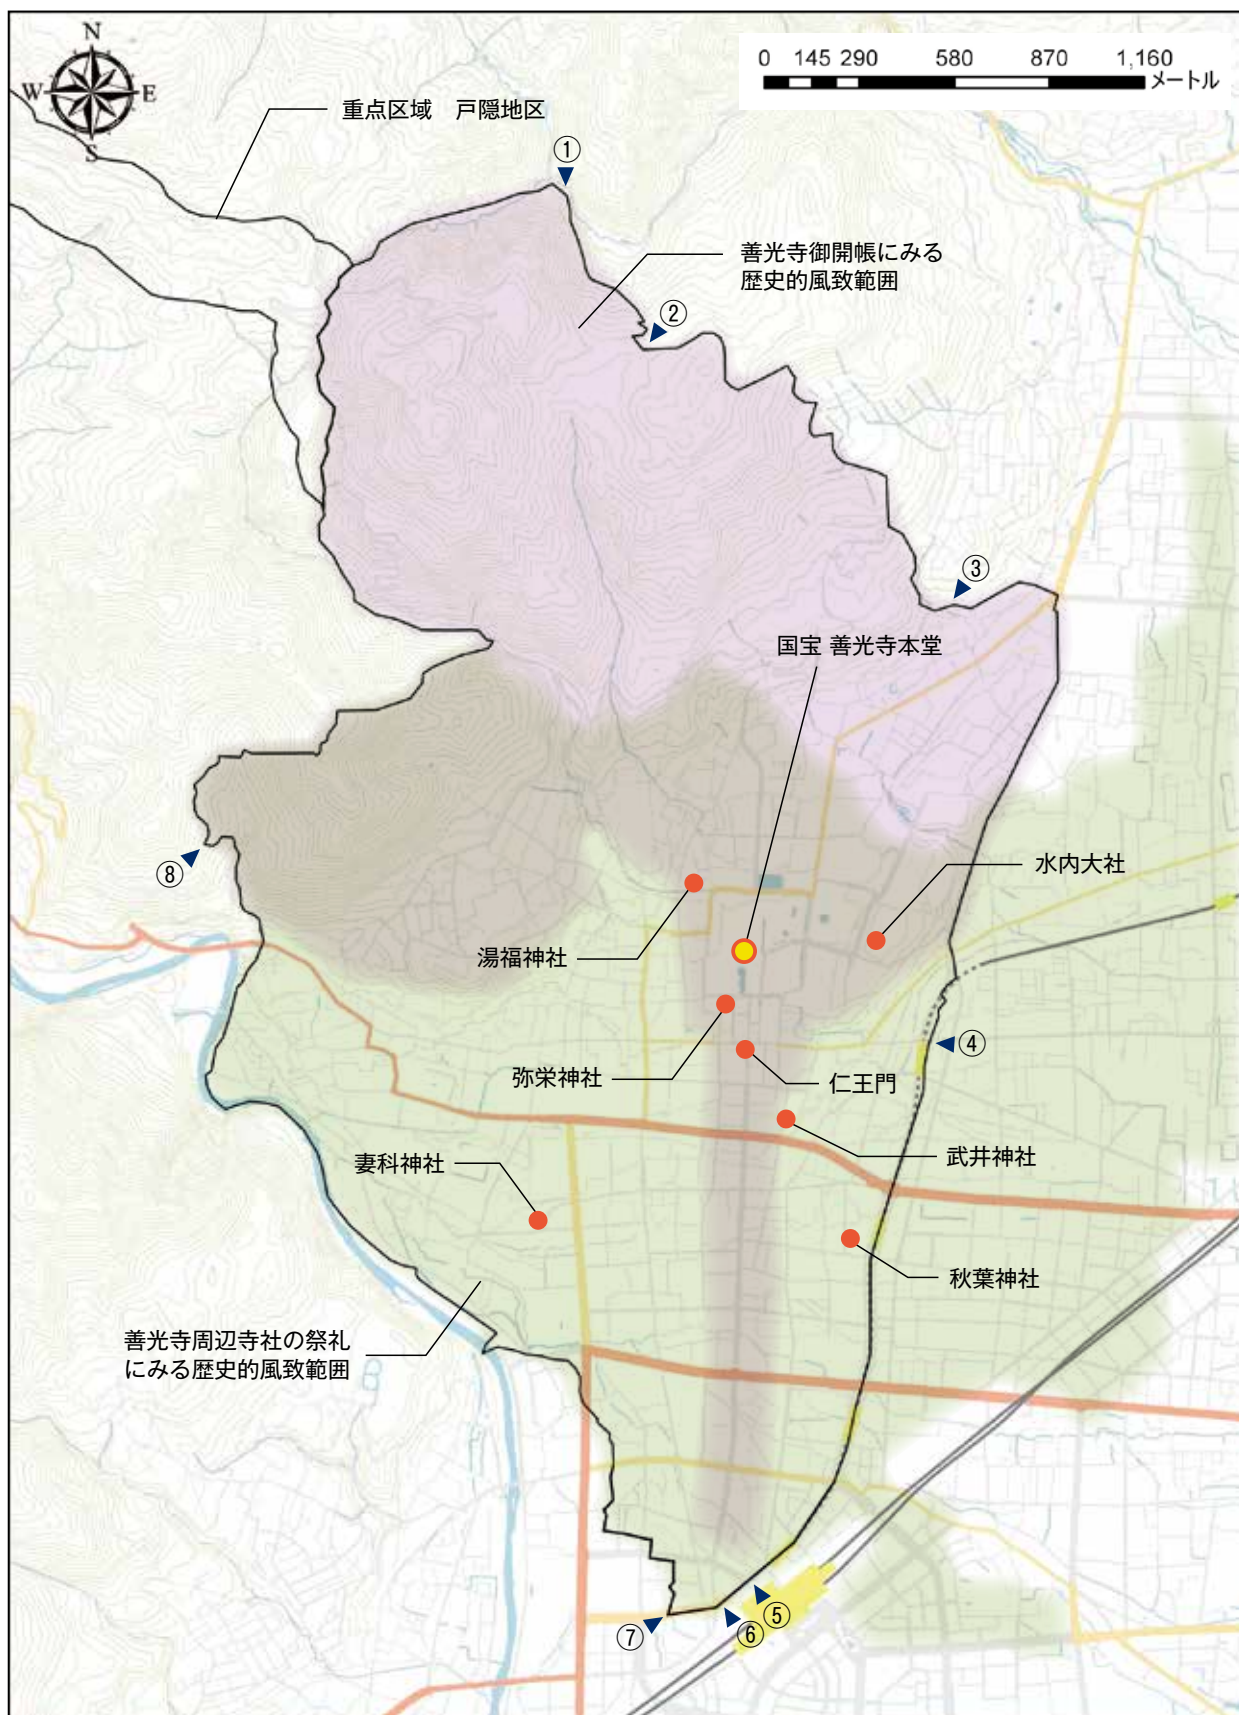 N
W
E
S
0 145 290 580 870 1,160
メートル
重点区域 戸隠地区
①
善光寺御開帳にみる
歴史的風致範囲
②
③
国宝 善光寺本堂
水内大社
⑧
湯福神社
④
弥栄神社
仁王門
武井神社
妻科神社
秋葉神社
善光寺周辺寺社の祭礼
にみる歴史的風致範囲
⑤
⑥
⑦